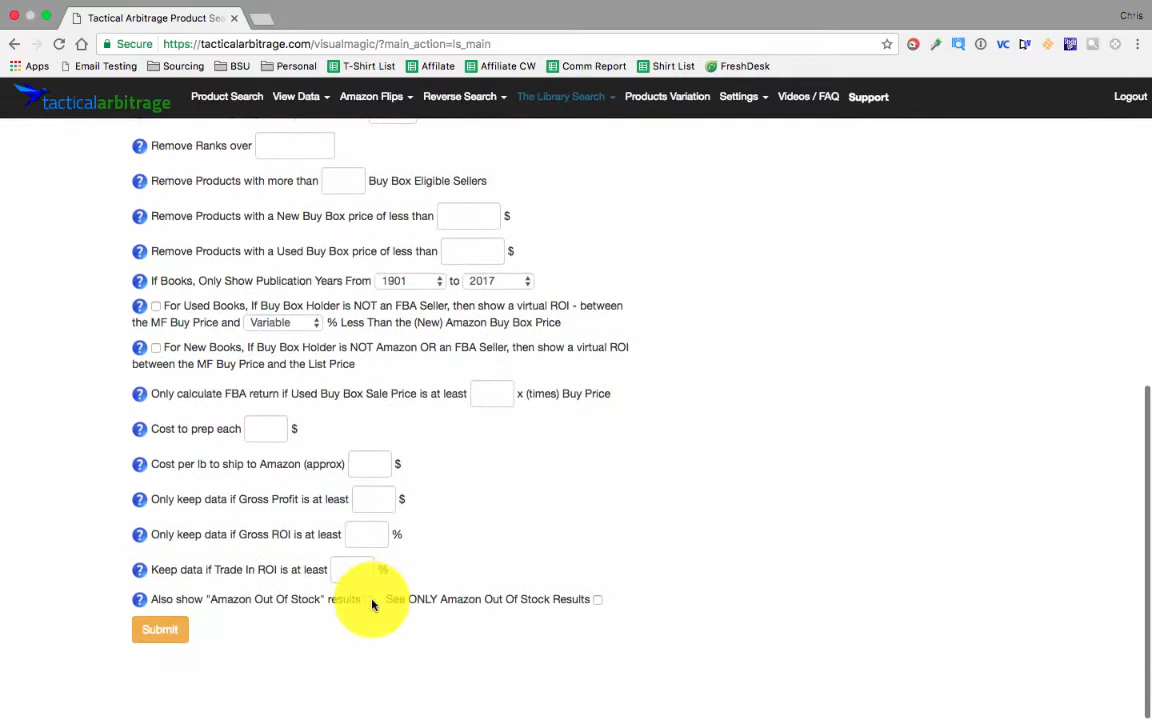 Tactical Arbitrage Product Sea
Chris
Secure https://tacticalarbitrage.com/visualmagic/?main_action=ls_main
Apps Email Testing Sourcing BSU Personal T-Shirt List Affilate Affiliate CW Comm Report Shirt List FreshDesk
tacticalarbitrage Product Search View Data Amazon Flips Reverse Search The Library Search Products Variation Settings Videos / FAQ Support Logout
Remove Ranks over
Remove Products with more than Buy Box Eligible Sellers
Remove Products with a New Buy Box price of less than $
Remove Products with a Used Buy Box price of less than $
If Books, Only Show Publication Years From 1901 to 2017
For Used Books, If Buy Box Holder is NOT an FBA Seller, then show a virtual ROI - between
the MF Buy Price and Variable % Less Than the (New) Amazon Buy Box Price
For New Books, If Buy Box Holder is NOT Amazon OR an FBA Seller, then show a virtual ROI
between the MF Buy Price and the List Price
Only calculate FBA return if Used Buy Box Sale Price is at least x (times) Buy Price
Cost to prep each $
Cost per lb to ship to Amazon (approx) $
Only keep data if Gross Profit is at least $
Only keep data if Gross ROI is at least %
Keep data if Trade In ROI is at least %
Also show "Amazon Out Of Stock" results See ONLY Amazon Out Of Stock Results
Submit